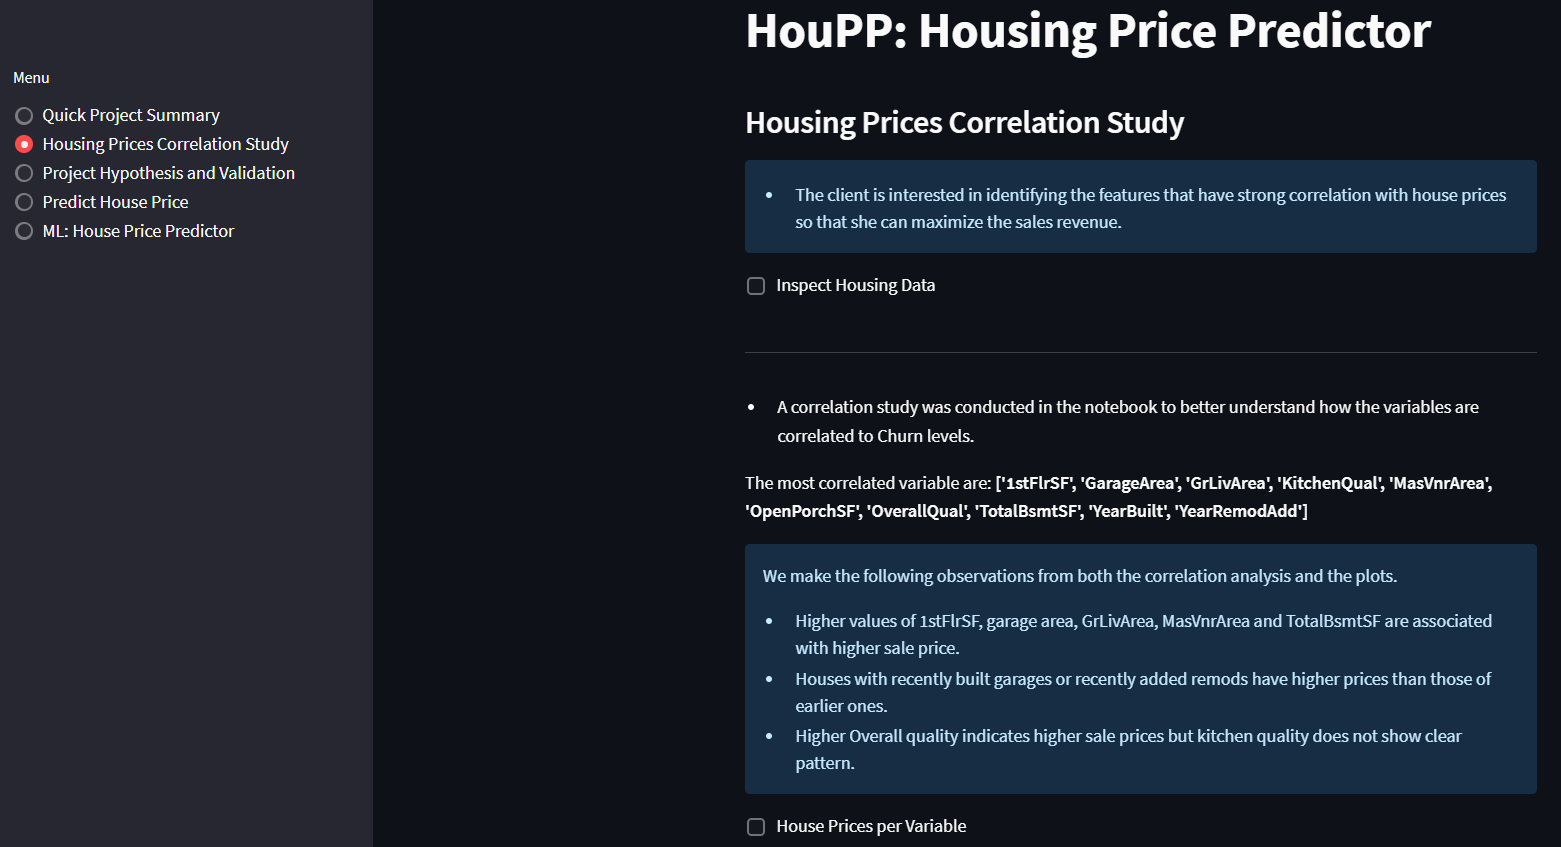 Menu
Quick Project Summary
Housing Prices Correlation Study
Project Hypothesis and Validation
Predict House Price
ML: House Price Predictor
HouPP: Housing Price Predictor
Housing Prices Correlation Study
• The client is interested in identifying the features that have strong correlation with house prices
so that she can maximize the sales revenue.
Inspect Housing Data
• A correlation study was conducted in the notebook to better understand how the variables are
correlated to Churn levels.
The most correlated variable are: ['1stFlrSF', 'GarageArea', 'GrLivArea', 'KitchenQual', 'MasVnrArea',
'OpenPorchSF', 'OverallQual', 'TotalBsmtSF', 'YearBuilt', 'YearRemodAdd']
We make the following observations from both the correlation analysis and the plots.
• Higher values of 1stFlrSF, garage area, GrLivArea, MasVnrArea and TotalBsmtSF are associated
with higher sale price.
• Houses with recently built garages or recently added remods have higher prices than those of
earlier ones.
• Higher Overall quality indicates higher sale prices but kitchen quality does not show clear
pattern.
House Prices per Variable